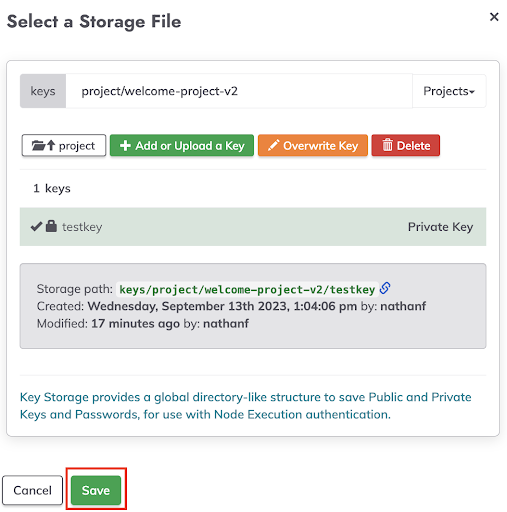 Select a Storage File
×
keys project/welcome-project-v2 Projects
project Add or Upload a Key Overwrite Key Delete
1 keys
testkey Private Key
Storage path: keys/project/welcome-project-v2/testkey
Created: Wednesday, September 13th 2023, 1:04:06 pm by: nathanf
Modified: 17 minutes ago by: nathanf
Key Storage provides a global directory-like structure to save Public and Private
Keys and Passwords, for use with Node Execution authentication.
Cancel Save